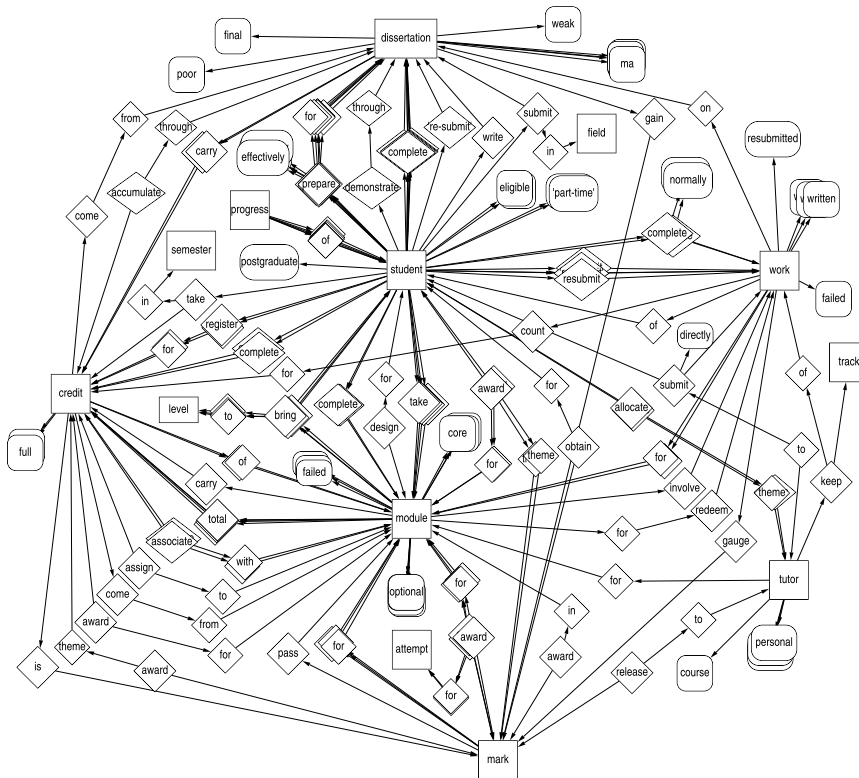 final
dissertation
weak
poor
ma
from
through
carry
for
through
re-submit
write
submit
in
field
gain
on
resubmitted
effectively
prepare
complete
demonstrate
eligible
'part-time'
normally
written
accumulate
come
progress
of
semester
postgraduate
student
complete
resubmit
work
failed
in
take
register
for
complete
for
count
of
directly
submit
of
track
credit
level
to
bring
complete
for
design
take
award
for
allocate
full
core
for
theme
obtain
for
involve
to
keep
of
failed
carry
total
module
redeem
theme
associate
with
for
gauge
assign
to
optional
for
for
tutor
come
from
award
for
theme
award
is
pass
for
attempt
award
for
in
award
to
release
personal
course
mark